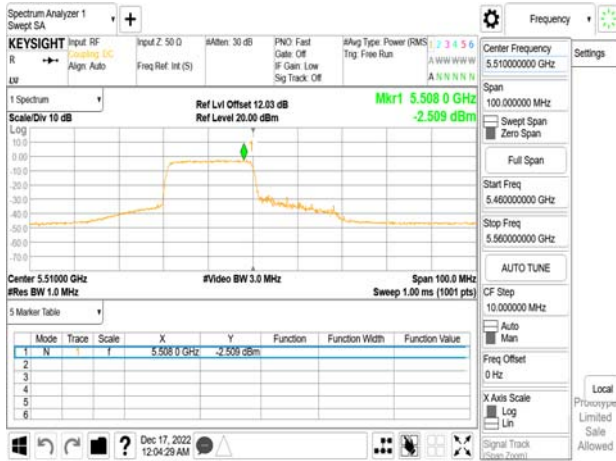 Spectrum Analyzer 1
Swept SA
+
Frequency
Settings
KEYSIGHT
R
Input: RF
Coupling: DC
Align: Auto
Input Z: 50 Ω
Freq Ref: Int (S)
#Atten: 30 dB
PNO: Fast
Gate: Off
IF Gain: Low
Sig Track: Off
#Avg Type: Power (RMS
Trig: Free Run
1 2 3 4 5 6
A WW WW W
A N N N N N
1 Spectrum
Scale/Div 10 dB
Log
Ref Lvl Offset 12.03 dB
Ref Level 20.00 dBm
Mkr1 5.508 0 GHz
-2.509 dBm
10.0
0.00
-10.0
-20.0
-30.0
-40.0
-50.0
-60.0
-70.0
1
Center 5.51000 GHz
#Res BW 1.0 MHz
#Video BW 3.0 MHz
Span 100.0 MHz
Sweep 1.00 ms (1001 pts)
5 Marker Table
Mode Trace Scale X Y Function Function Width Function Value
1 N 1 f 5.508 0 GHz -2.509 dBm
2
3
4
5
6
Dec 17, 2022
12:04:29 AM
?
Center Frequency
5.510000000 GHz
Span
100.000000 MHz
Swept Span
Zero Span
Full Span
Start Freq
5.460000000 GHz
Stop Freq
5.560000000 GHz
AUTO TUNE
CF Step
10.000000 MHz
Auto
Man
Freq Offset
0 Hz
X Axis Scale
Log
Lin
Signal Track
(Span Zoom)
Local
Prototype
Limited
Sale
Allowed